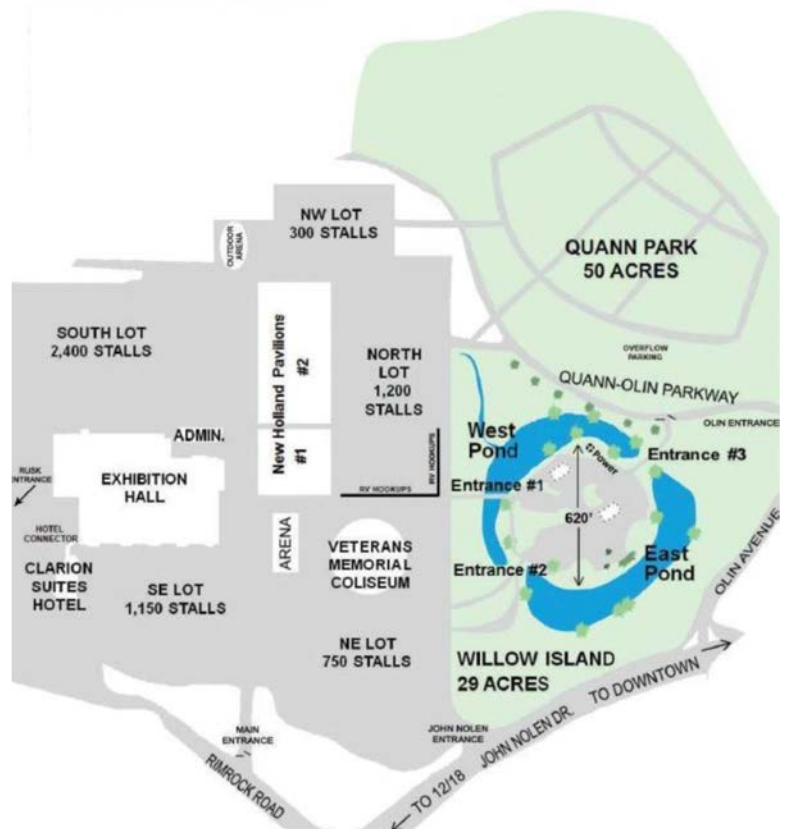 NW LOT
300 STALLS
OUTDOOR
ARENA
QUANN PARK
50 ACRES
SOUTH LOT
2,400 STALLS
New Holland Pavilions
#2
#1
NORTH
LOT
1,200
STALLS
OVERFLOW
PARKING
QUANN-OLIN PARKWAY
OLIN ENTRANCE
ADMIN.
EXHIBITION
HALL
RUSK
ENTRANCE
HOTEL
CONNECTOR
CLARION
SUITES
HOTEL
SE LOT
1,150 STALLS
RV HOOKUPS
RV HOOKUPS
ARENA
VETERANS
MEMORIAL
COLISEUM
NE LOT
750 STALLS
West
Pond
Power
Entrance #3
Entrance #1
620'
Entrance #2
East
Pond
WILLOW ISLAND
29 ACRES
OLIN AVENUE
TO DOWNTOWN
JOHN NOLEN DR.
TO 12/18
JOHN NOLEN
ENTRANCE
MAIN
ENTRANCE
RIMROCK ROAD